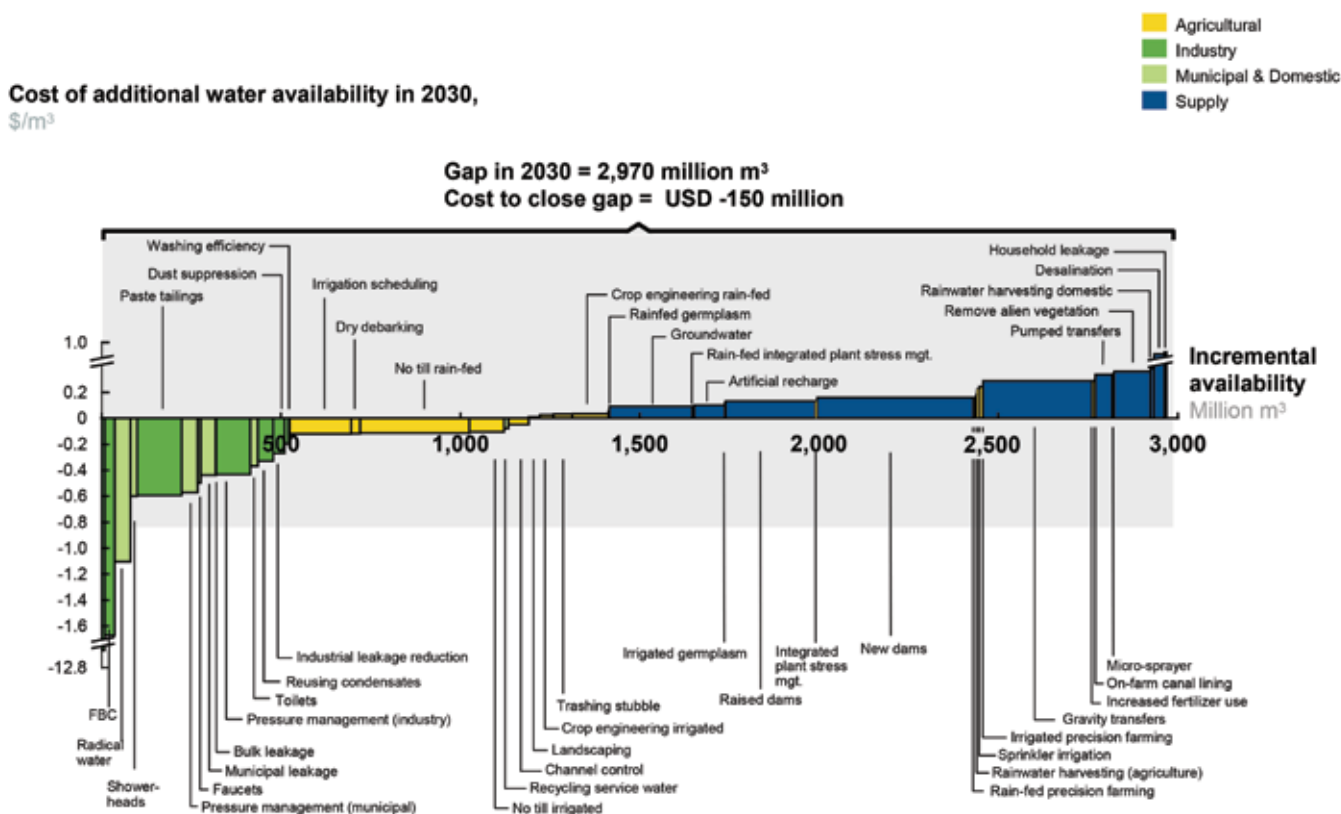 Agricultural
Industry
Municipal & Domestic
Supply
Cost of additional water availability in 2030,
$/m³
Gap in 2030 = 2,970 million m³
Cost to close gap = USD -150 million
Washing efficiency
Dust suppression
Paste tailings
Irrigation scheduling
Dry debarking
No till rain-fed
Crop engineering rain-fed
Rainfed germplasm
Groundwater
Rain-fed integrated plant stress mgt.
Artificial recharge
Household leakage
Desalination
Rainwater harvesting domestic
Remove alien vegetation
Pumped transfers
Incremental
availability
Million m³
1.0
0.2
0
-0.2
-0.4
-0.6
-0.8
-1.0
-1.2
-1.4
-1.6
-12.8
500
1,000
1,500
2,000
2,500
3,000
FBC
Radical
water
Shower-
heads
Industrial leakage reduction
Reusing condensates
Toilets
Pressure management (industry)
Bulk leakage
Municipal leakage
Faucets
Pressure management (municipal)
Trashing stubble
Crop engineering irrigated
Landscaping
Channel control
Recycling service water
No till irrigated
Irrigated germplasm
Raised dams
Integrated
plant stress
mgt.
New dams
Micro-sprayer
On-farm canal lining
Increased fertilizer use
Gravity transfers
Irrigated precision farming
Sprinkler irrigation
Rainwater harvesting (agriculture)
Rain-fed precision farming